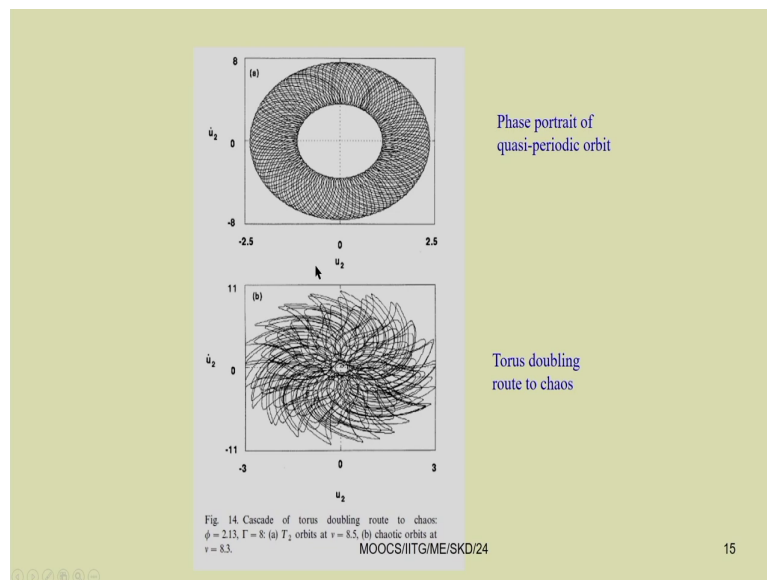 8
(a)
u̇₂
0
-8
-2.5
0
2.5
u₂
Phase portrait of
quasi-periodic orbit
11
(b)
u̇₂
0
-11
-3
0
3
u₂
Torus doubling
route to chaos
Fig. 14. Cascade of torus doubling route to chaos:
ϕ = 2.13, Γ = 8: (a) T₂ orbits at ν = 8.5, (b) chaotic orbits at
ν = 8.3.
MOOCS/IITG/ME/SKD/24
15